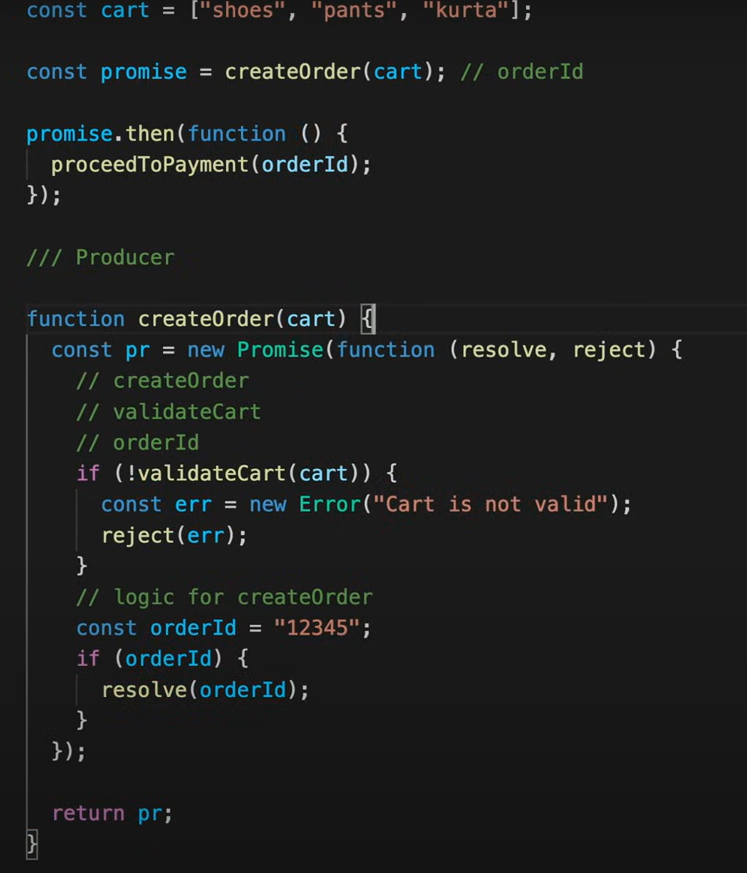 const cart = ["shoes", "pants", "kurta"];
const promise = createOrder(cart); // orderId
promise.then(function () {
  proceedToPayment(orderId);
});
/// Producer
function createOrder(cart) {
  const pr = new Promise(function (resolve, reject) {
    // createOrder
    // validateCart
    // orderId
    if (!validateCart(cart)) {
      const err = new Error("Cart is not valid");
      reject(err);
    }
    // logic for createOrder
    const orderId = "12345";
    if (orderId) {
      resolve(orderId);
    }
  });
  return pr;
}